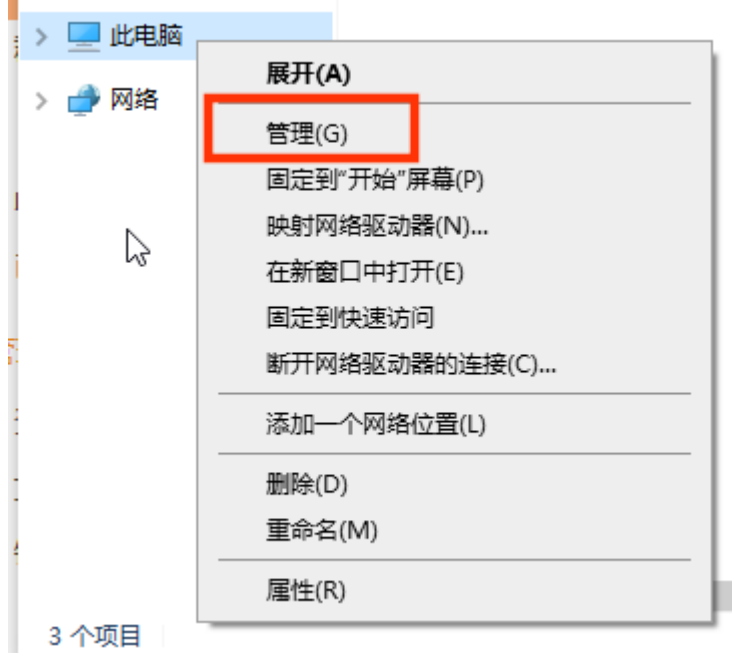 此电脑
网络
展开(A)
管理(G)
固定到"开始"屏幕(P)
映射网络驱动器(N)...
在新窗口中打开(E)
固定到快速访问
断开网络驱动器的连接(C)...
添加一个网络位置(L)
删除(D)
重命名(M)
属性(R)
3 个项目